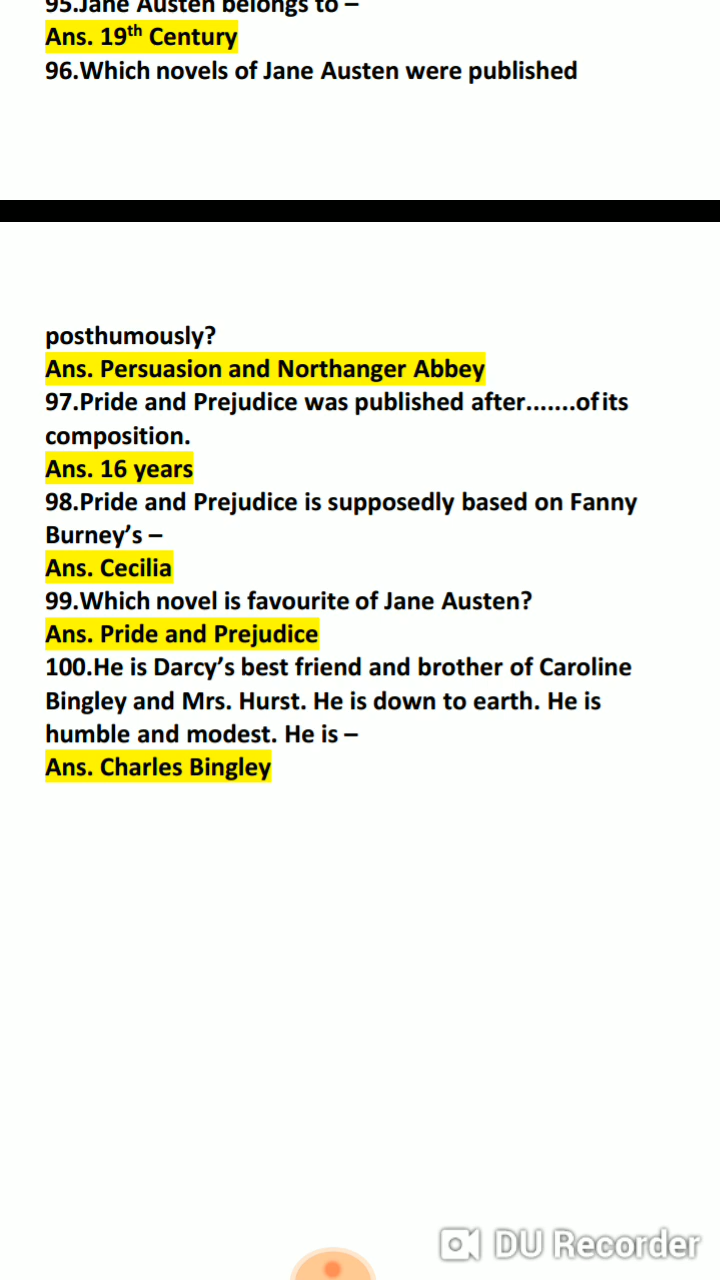 95.Jane Austen belongs to –
Ans. 19th Century
96.Which novels of Jane Austen were published
posthumously?
Ans. Persuasion and Northanger Abbey
97.Pride and Prejudice was published after.......of its
composition.
Ans. 16 years
98.Pride and Prejudice is supposedly based on Fanny
Burney’s –
Ans. Cecilia
99.Which novel is favourite of Jane Austen?
Ans. Pride and Prejudice
100.He is Darcy’s best friend and brother of Caroline
Bingley and Mrs. Hurst. He is down to earth. He is
humble and modest. He is –
Ans. Charles Bingley
DU Recorder